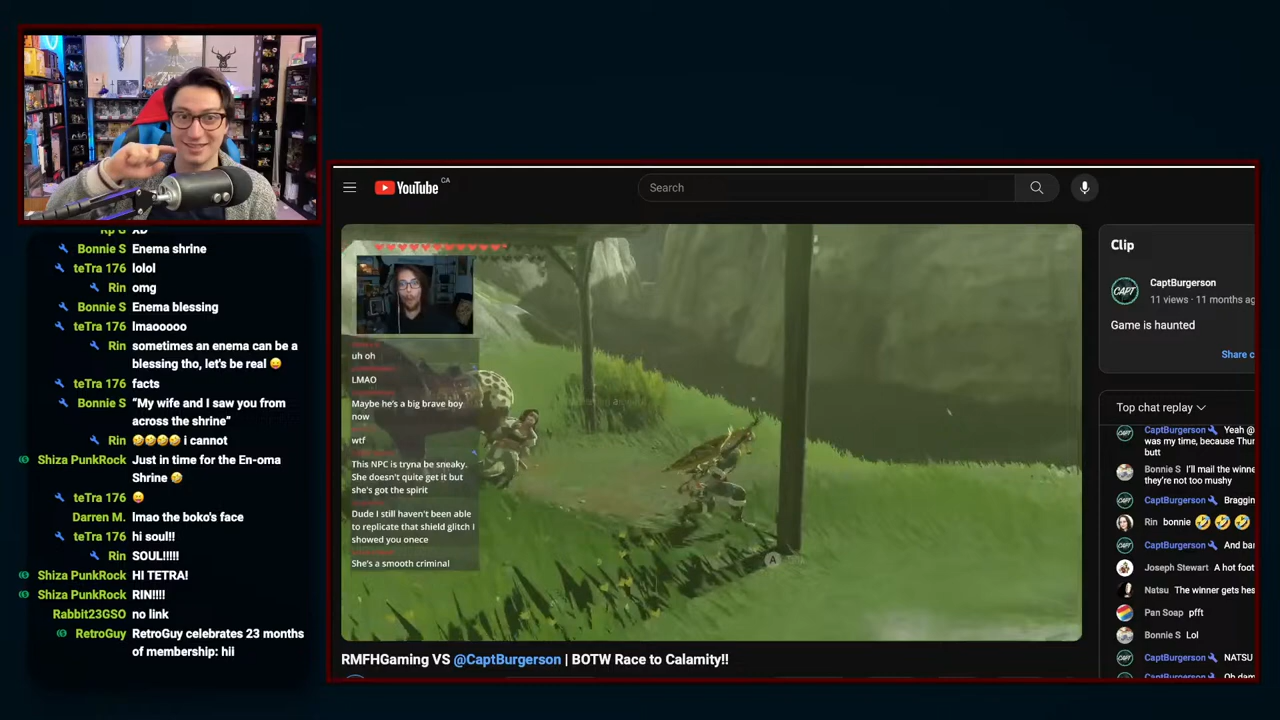 Rp G XD
Bonnie S Enema shrine
teTra 176 lolol
Rin omg
Bonnie S Enema blessing
teTra 176 lmaooooo
Rin sometimes an enema can be a
blessing tho, let's be real 😛
teTra 176 facts
Bonnie S “My wife and I saw you from
across the shrine”
Rin 🤣🤣🤣🤣 i cannot
Shiza PunkRock Just in time for the En-oma
Shrine 🤣
teTra 176 😛
Darren M. lmao the boko's face
teTra 176 hi soul!!
Rin SOUL!!!!!
Shiza PunkRock HI TETRA!
Shiza PunkRock RIN!!!!
Rabbit23GSO no link
RetroGuy RetroGuy celebrates 23 months
of membership: hii
YouTube CA
Search
uh oh
LMAO
Maybe he's a big brave boy
now
wtf
This NPC is tryna be sneaky.
She doesn't quite get it but
she's got the spirit
Dude I still haven't been able
to replicate that shield glitch I
showed you onece
She's a smooth criminal
A
RMFHGaming VS @CaptBurgerson | BOTW Race to Calamity!!
Clip
CAPT
CaptBurgerson
11 views · 11 months ag
Game is haunted
Share c
Top chat replay
CaptBurgerson Yeah @
was my time, because Thun
butt
Bonnie S I'll mail the winne
they're not too mushy
CaptBurgerson Braggin
Rin bonnie 🤣 🤣 🤣
CaptBurgerson And bar
Joseph Stewart A hot foot
Natsu The winner gets hes
Pan Soap pfft
Bonnie S Lol
CaptBurgerson NATSU
CaptBurgerson Oh dam